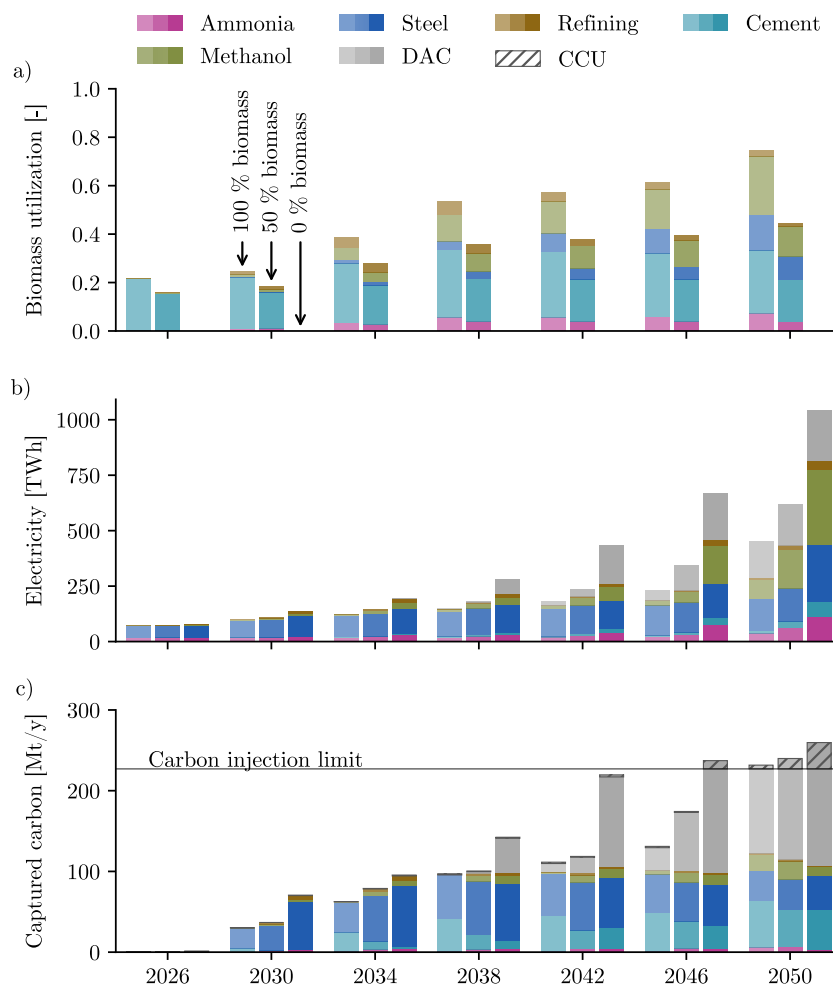 Ammonia Steel Refining Cement
Methanol DAC CCU
a)
Biomass utilization [-]
1.0
0.8
0.6
0.4
0.2
0.0
100 % biomass
50 % biomass
0 % biomass
b)
Electricity [TWh]
1000
750
500
250
0
c)
Captured carbon [Mt/y]
300
200
100
0
Carbon injection limit
2026 2030 2034 2038 2042 2046 2050